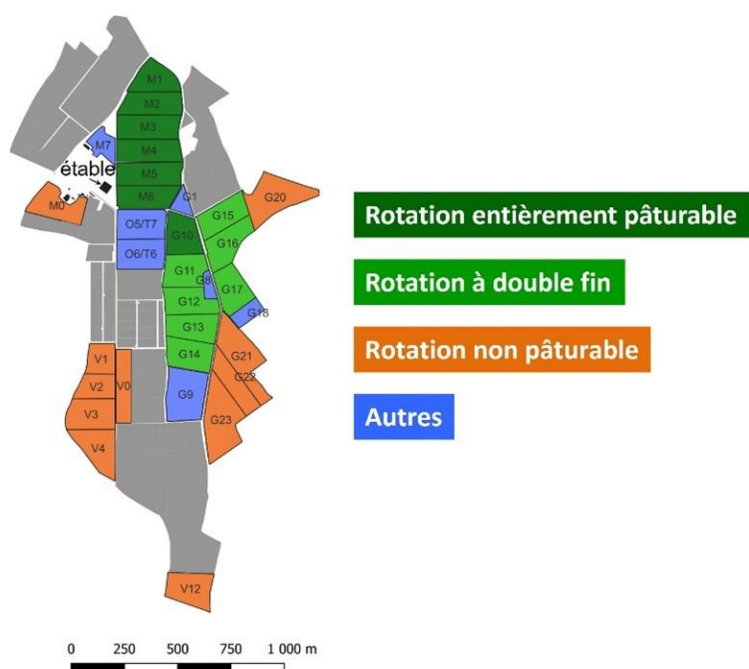 M1
M2
M3
M4
M7
étable
M5
M6
G1
G20
M0
G15
O5/T7
G10
G16
O6/T6
G11
G8
G17
G12
G18
G13
G14
G21
V1
V0
G22
V2
G9
V3
G23
V4
V12
0 250 500 750 1 000 m
Rotation entièrement pâturable
Rotation à double fin
Rotation non pâturable
Autres